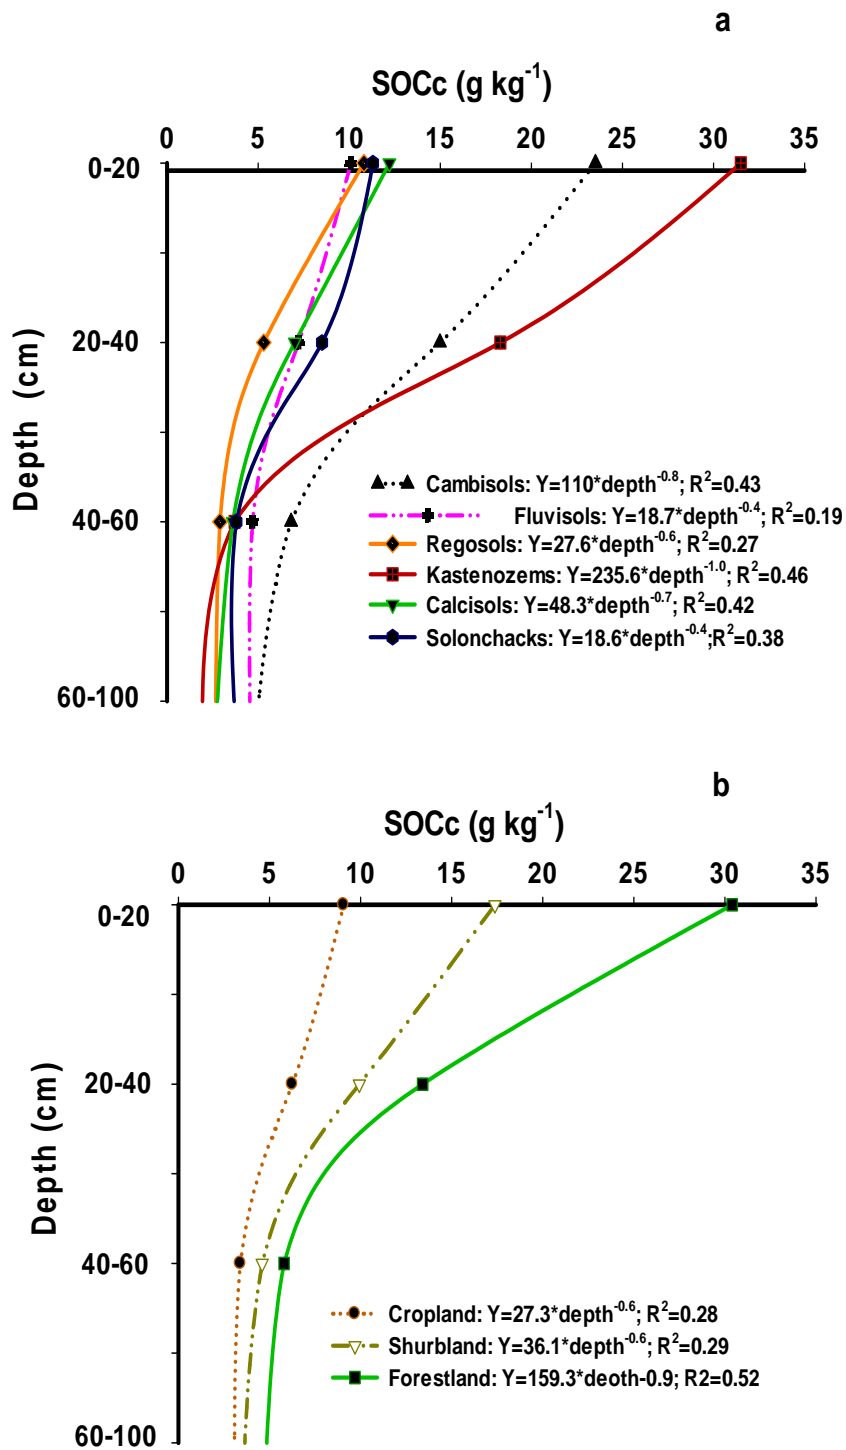 a
SOCc (g kg-1)
0 5 10 15 20 25 30 35
0-20
20-40
40-60
60-100
Depth (cm)
Cambisols: Y=110*depth-0.8; R2=0.43
Fluvisols: Y=18.7*depth-0.4; R2=0.19
Regosols: Y=27.6*depth-0.6; R2=0.27
Kastenozems: Y=235.6*depth-1.0; R2=0.46
Calcisols: Y=48.3*depth-0.7; R2=0.42
Solonchacks: Y=18.6*depth-0.4;R2=0.38
b
SOCc (g kg-1)
0 5 10 15 20 25 30 35
0-20
20-40
40-60
60-100
Depth (cm)
Cropland: Y=27.3*depth-0.6; R2=0.28
Shurbland: Y=36.1*depth-0.6; R2=0.29
Forestland: Y=159.3*deoth-0.9; R2=0.52